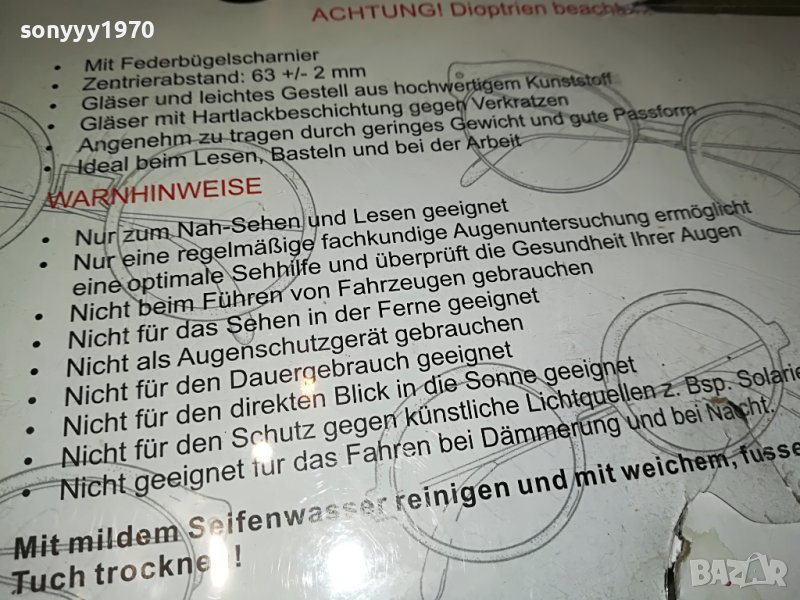 sonyyy1970
ACHTUNG! Dioptrien
• Mit Federbügelscharnier
• Zentrierabstand: 63 +/- 2 mm
• Gläser und leichtes Gestell aus hochwertigem Kunststoff
• Gläser mit Hartlackbeschichtung gegen Verkratzen
• Angenehm zu tragen durch geringes Gewicht und gute Passform
• Ideal beim Lesen, Basteln und bei der Arbeit
WARNHINWEISE
• Nur zum Nah-Sehen und Lesen geeignet
• Nur eine regelmäßige fachkundige Augenuntersuchung ermöglicht
eine optimale Sehhilfe und überprüft die Gesundheit Ihrer Augen
• Nicht beim Führen von Fahrzeugen gebrauchen
• Nicht für das Sehen in der Ferne geeignet
• Nicht als Augenschutzgerät gebrauchen
• Nicht für den Dauergebrauch geeignet
• Nicht für den direkten Blick in die Sonne geeignet
• Nicht für den Schutz gegen künstliche Lichtquellen z. Bsp. Solarie
• Nicht geeignet für das Fahren bei Dämmerung und bei Nacht.
Mit mildem Seifenwasser reinigen und mit weichem, fusse
Tuch trocknen!
BAZAR